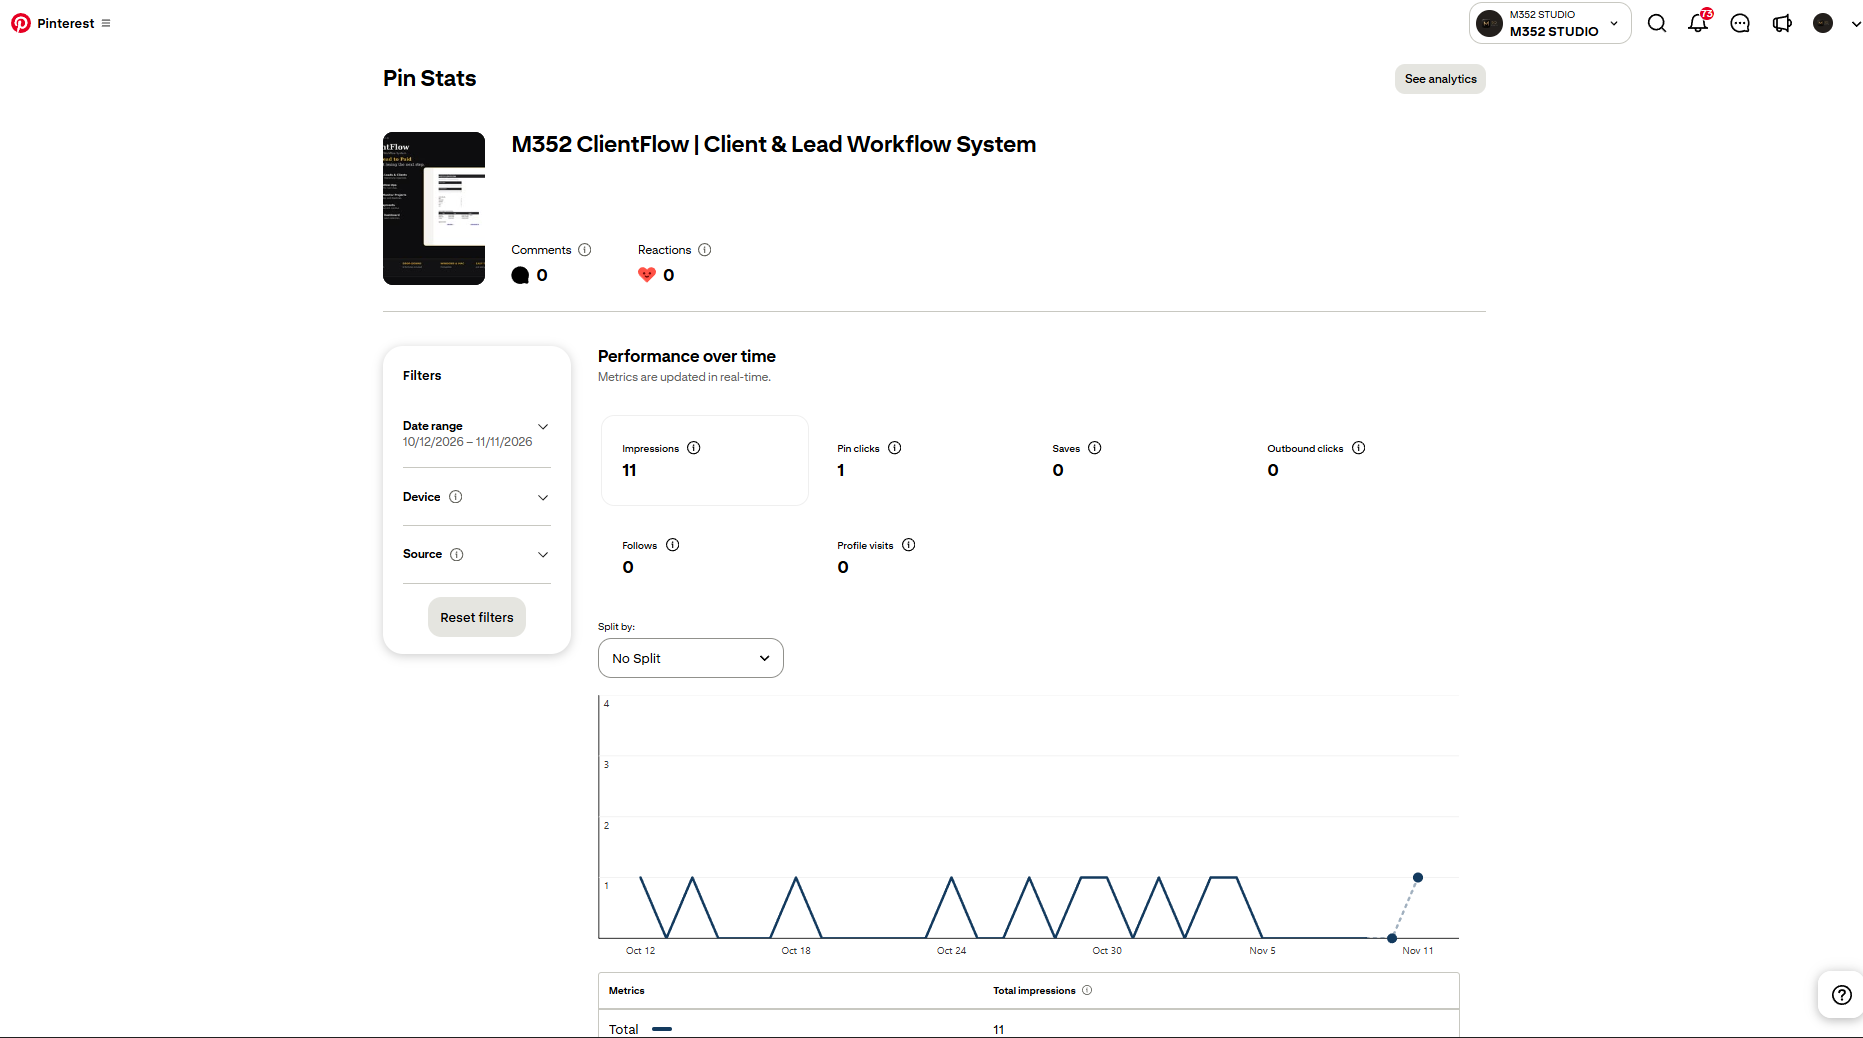 Pinterest
M352 STUDIO
M352 STUDIO
73
Pin Stats
See analytics
M352 ClientFlow | Client & Lead Workflow System
Comments
0
Reactions
0
Filters
Date range
10/12/2026 – 11/11/2026
Device
Source
Reset filters
Performance over time
Metrics are updated in real-time.
Impressions
11
Pin clicks
1
Saves
0
Outbound clicks
0
Follows
0
Profile visits
0
Split by:
No Split
4
3
2
1
Oct 12 Oct 18 Oct 24 Oct 30 Nov 5 Nov 11
Metrics Total impressions
Total 11